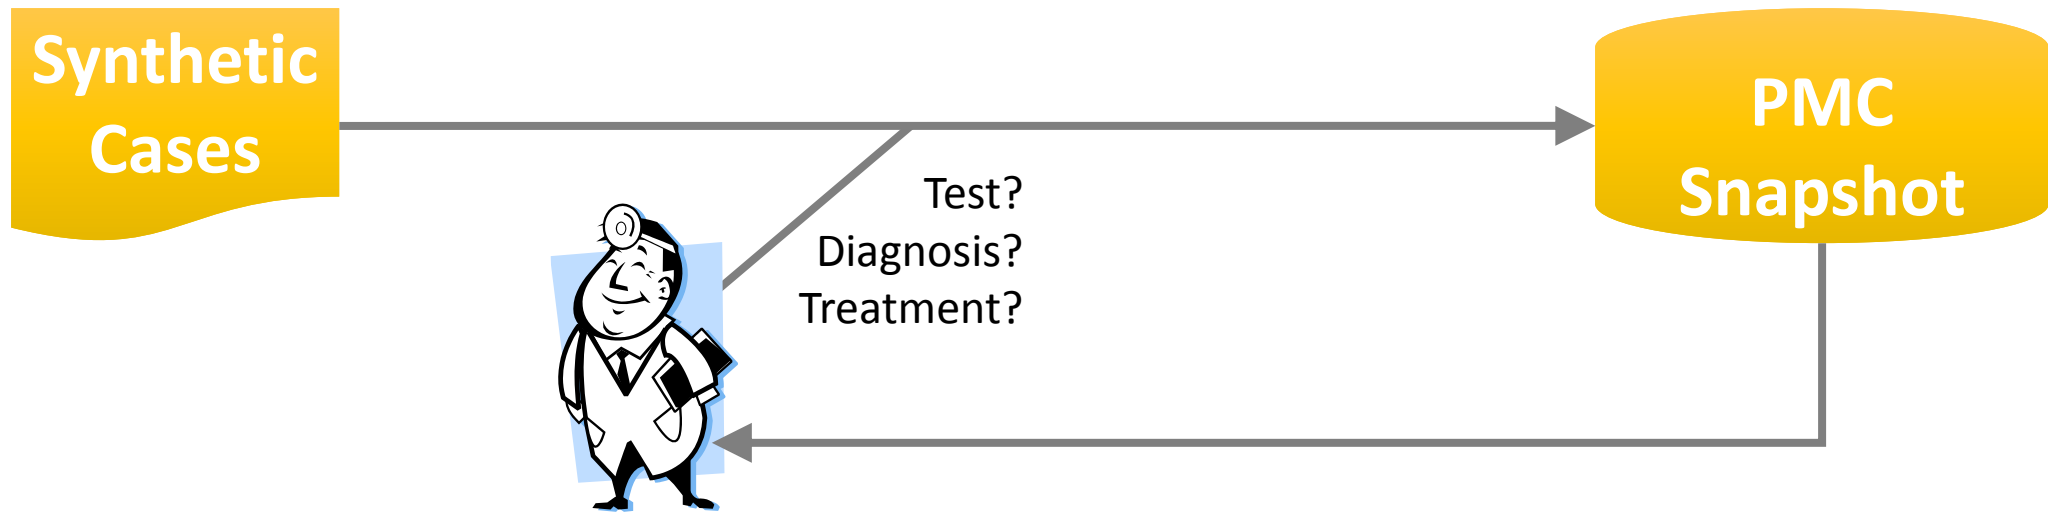 Synthetic
Cases
PMC
Snapshot
Test?
Diagnosis?
Treatment?